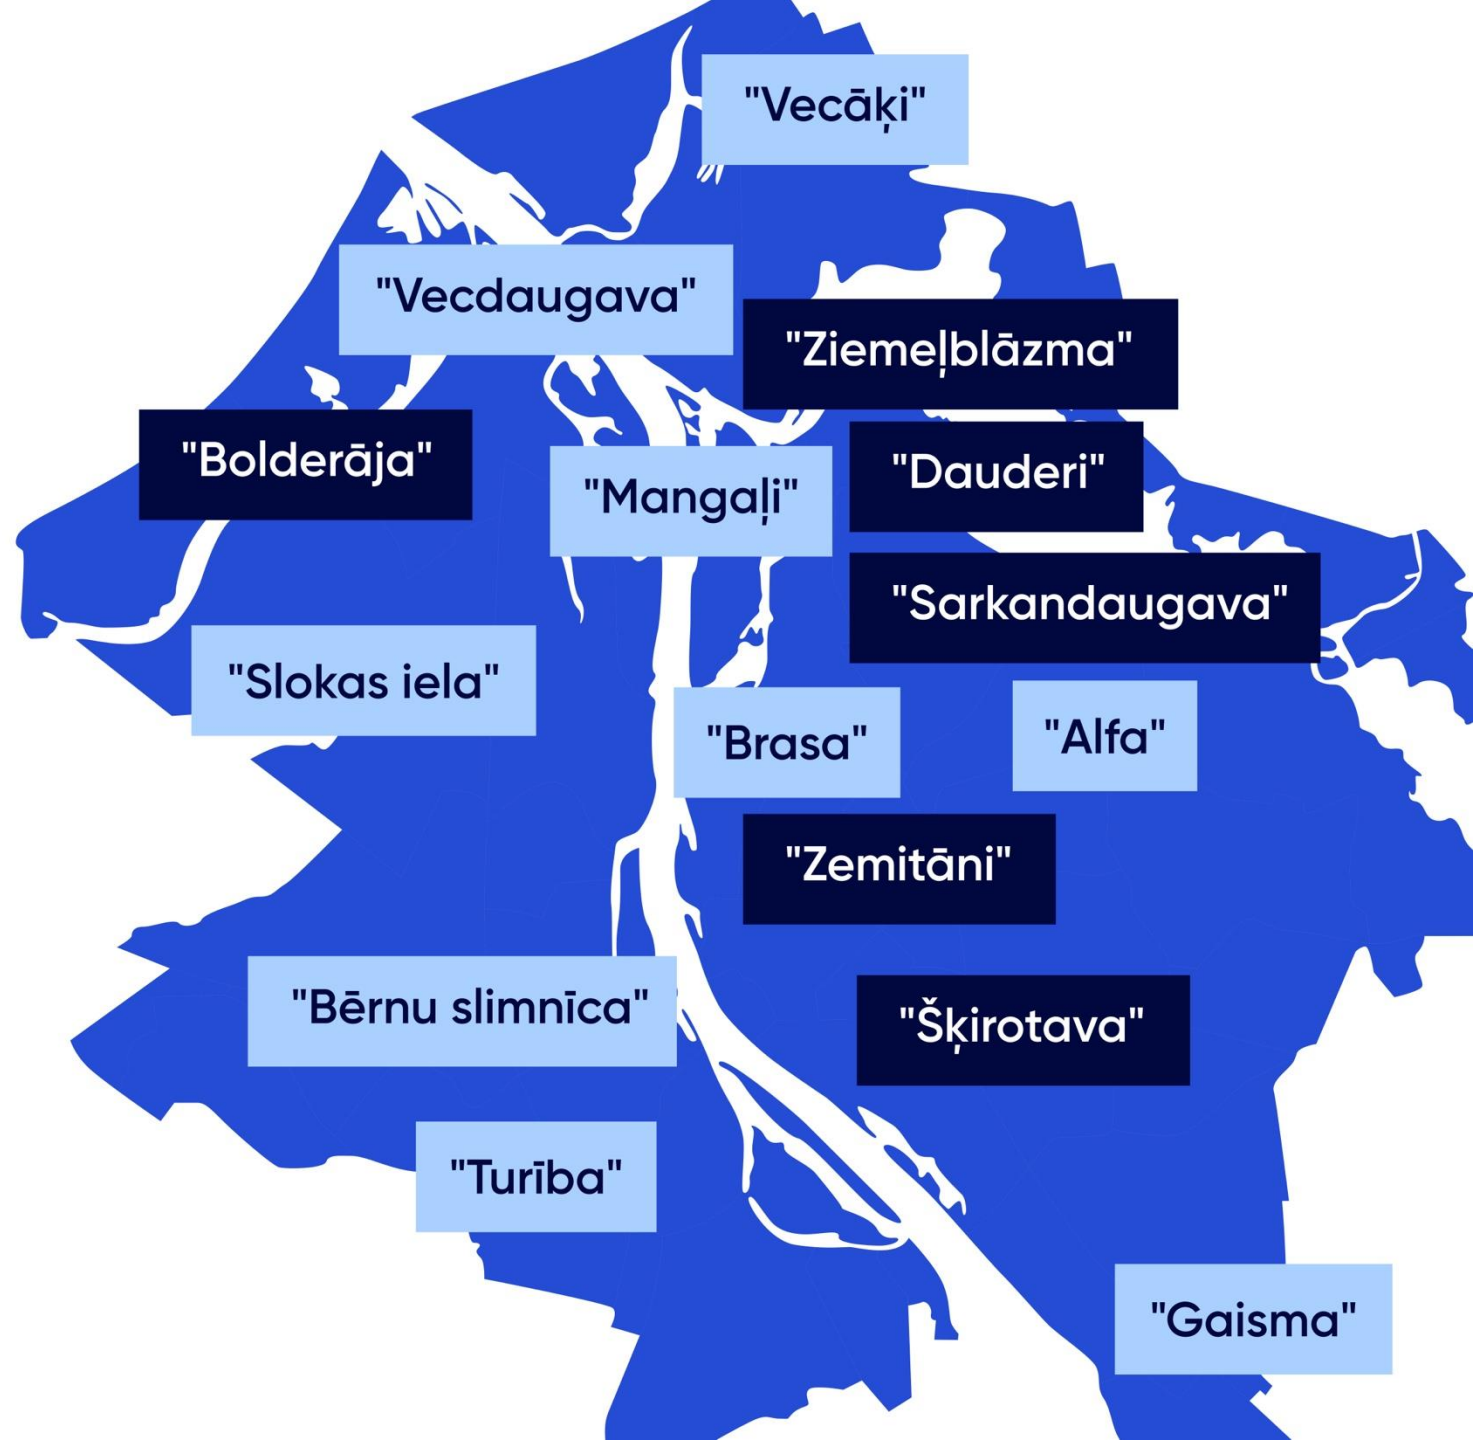 "Vecāķi"
"Vecdaugava"
"Ziemeļblāzma"
"Bolderāja"
"Dauderi"
"Mangaļi"
"Sarkandaugava"
"Slokas iela"
"Brasa"
"Alfa"
"Zemitāni"
"Bērnu slimnīca"
"Šķirotava"
"Turība"
"Gaisma"